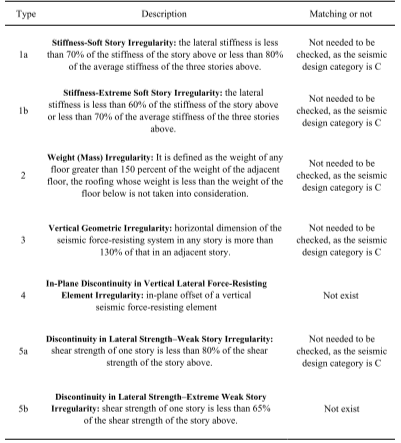 Type Description Matching or not
1a
Stiffness-Soft Story Irregularity: the lateral stiffness is less
than 70% of the stiffness of the story above or less than 80%
of the average stiffness of the three stories above.
Not needed to be
checked, as the seismic
design category is C
1b
Stiffness-Extreme Soft Story Irregularity: the lateral
stiffness is less than 60% of the stiffness of the story above
or less than 70% of the average stiffness of the three stories
above.
Not needed to be
checked, as the seismic
design category is C
2
Weight (Mass) Irregularity: It is defined as the weight of any
floor greater than 150 percent of the weight of the adjacent
floor, the roofing whose weight is less than the weight of the
floor below is not taken into consideration.
Not needed to be
checked, as the seismic
design category is C
3
Vertical Geometric Irregularity: horizontal dimension of the
seismic force-resisting system in any story is more than
130% of that in an adjacent story.
Not needed to be
checked, as the seismic
design category is C
4
In-Plane Discontinuity in Vertical Lateral Force-Resisting
Element Irregularity: in-plane offset of a vertical
seismic force-resisting element
Not exist
5a
Discontinuity in Lateral Strength–Weak Story Irregularity:
shear strength of one story is less than 80% of the shear
strength of the story above.
Not needed to be
checked, as the seismic
design category is C
5b
Discontinuity in Lateral Strength–Extreme Weak Story
Irregularity: shear strength of one story is less than 65%
of the shear strength of the story above.
Not exist